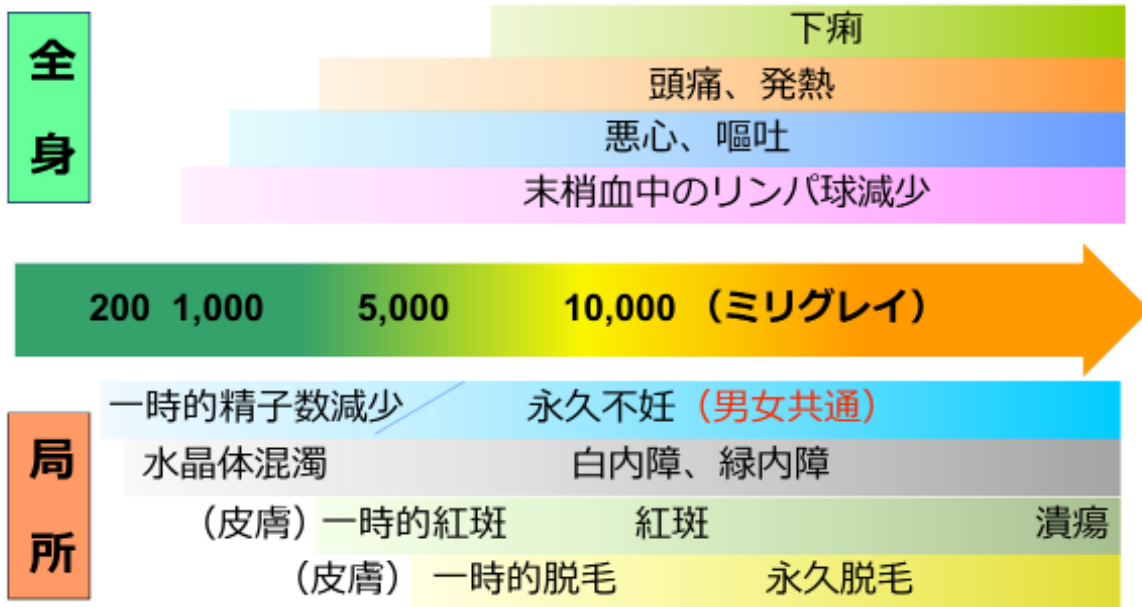 全身
下痢
頭痛、発熱
悪心、嘔吐
末梢血中のリンパ球減少
200 1,000 5,000 10,000 (ミリグレイ)
局所
一時的精子数減少 永久不妊(男女共通)
水晶体混濁 白内障、緑内障
(皮膚) 一時的紅斑 紅斑 潰瘍
(皮膚) 一時的脱毛 永久脱毛